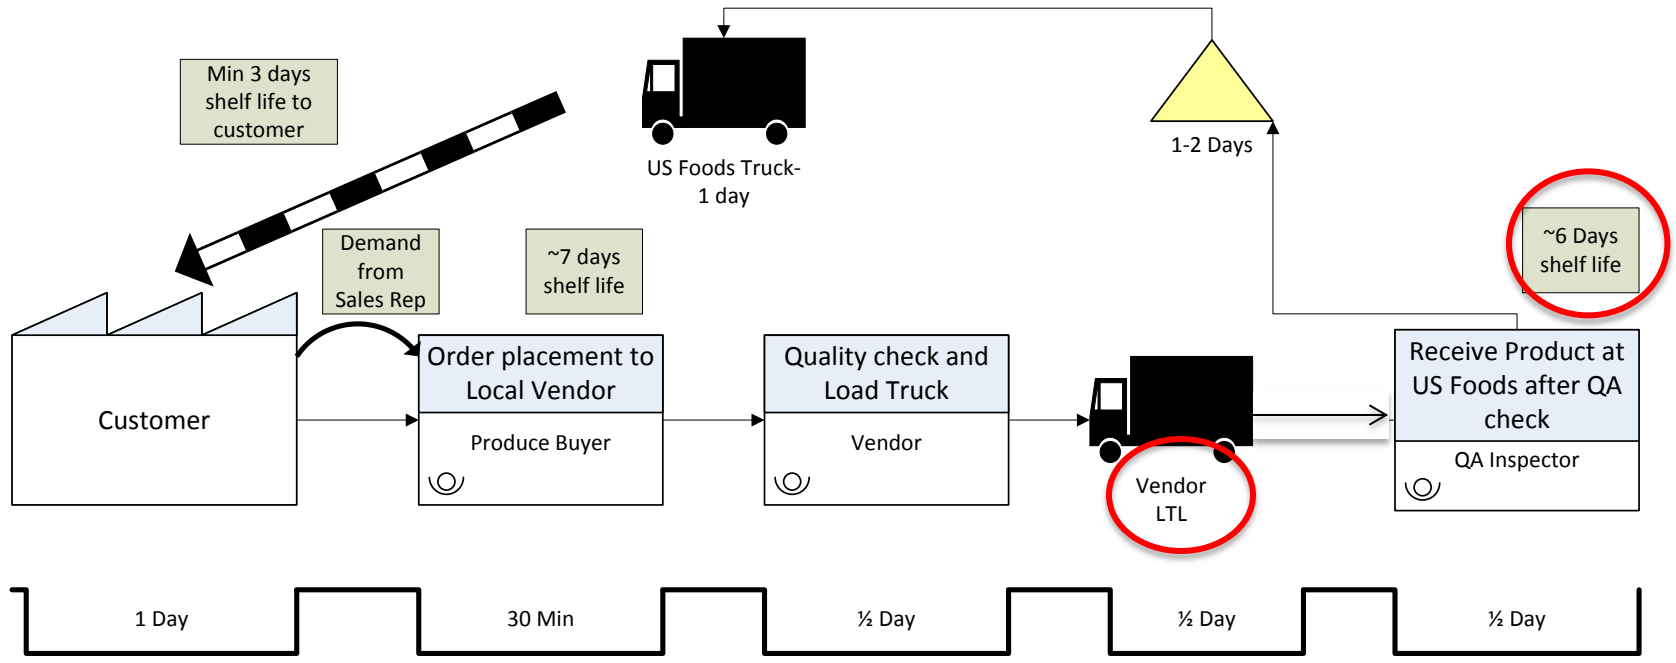 Min 3 days
shelf life to
customer
US Foods Truck-
1 day
1-2 Days
~6 Days
shelf life
Demand
from
Sales Rep
~7 days
shelf life
Customer
Order placement to
Local Vendor
Produce Buyer
Quality check and
Load Truck
Vendor
Vendor
LTL
Receive Product at
US Foods after QA
check
QA Inspector
1 Day
30 Min
½ Day
½ Day
½ Day